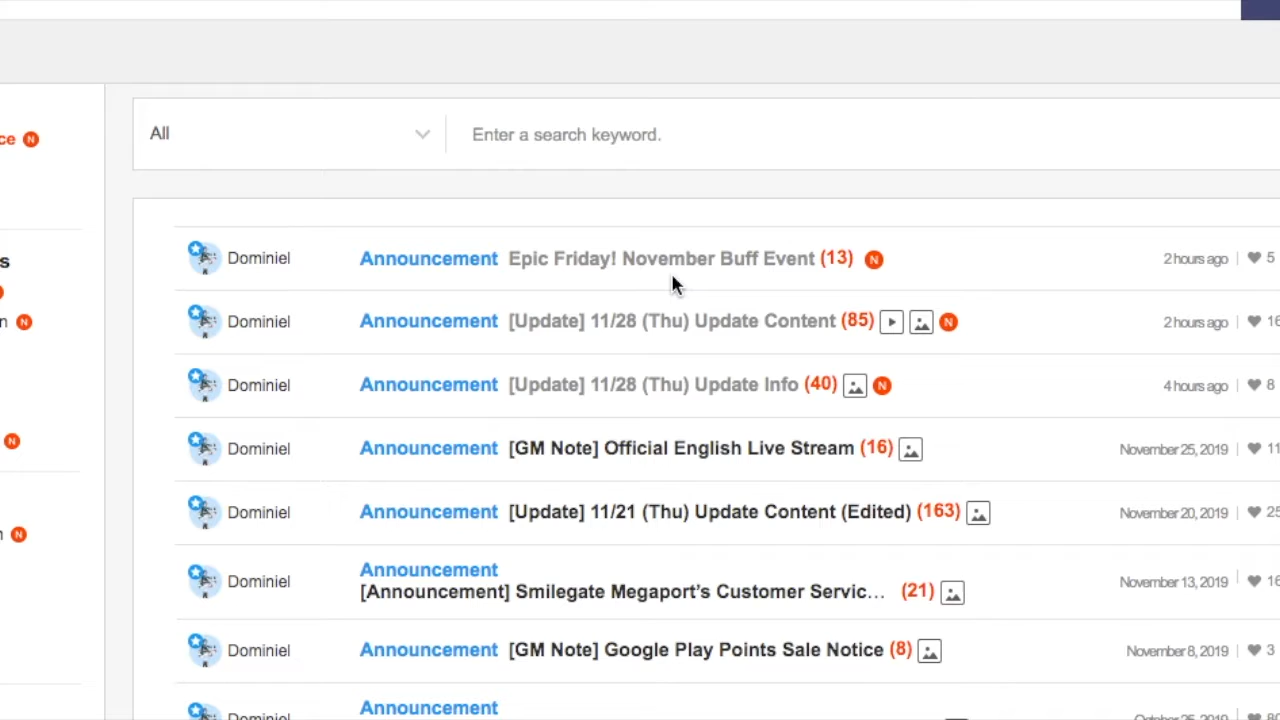 All
Enter a search keyword.
ce N
s
n N
N
N
Dominiel Announcement Epic Friday! November Buff Event (13) N 2 hours ago 5
Dominiel Announcement [Update] 11/28 (Thu) Update Content (85) N 2 hours ago 16
Dominiel Announcement [Update] 11/28 (Thu) Update Info (40) N 4 hours ago 8
Dominiel Announcement [GM Note] Official English Live Stream (16) November 25, 2019 11
Dominiel Announcement [Update] 11/21 (Thu) Update Content (Edited) (163) November 20, 2019 25
Announcement
Dominiel [Announcement] Smilegate Megaport's Customer Servic... (21) November 13, 2019 16
Dominiel Announcement [GM Note] Google Play Points Sale Notice (8) November 8, 2019 3
Announcement
Dominiel